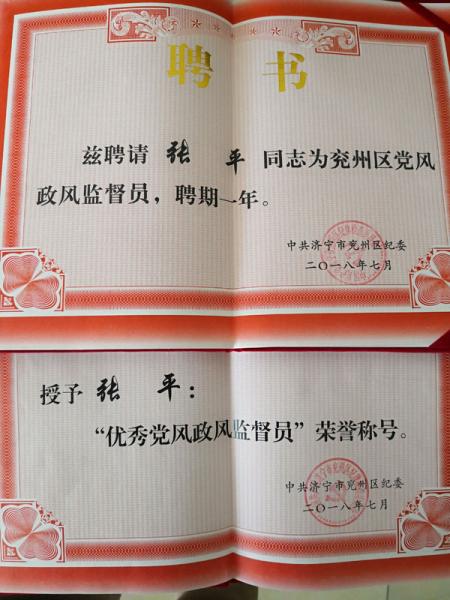 聘 书
兹聘请 张 平 同志为兖州区党风
政风监督员，聘期一年。
中共济宁市兖州区纪委
二〇一八年七月
授予 张 平：
“优秀党风政风监督员”荣誉称号。
中共济宁市兖州区纪委
二〇一八年七月